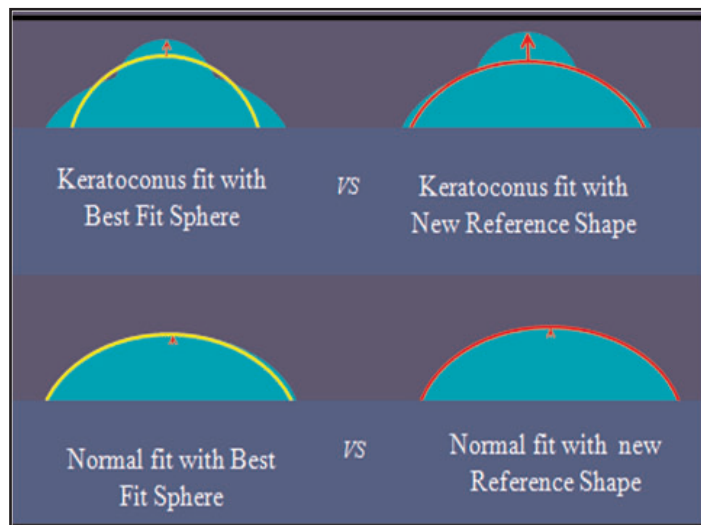 Keratoconus fit with
Best Fit Sphere
VS
Keratoconus fit with
New Reference Shape
Normal fit with Best
Fit Sphere
VS
Normal fit with new
Reference Shape